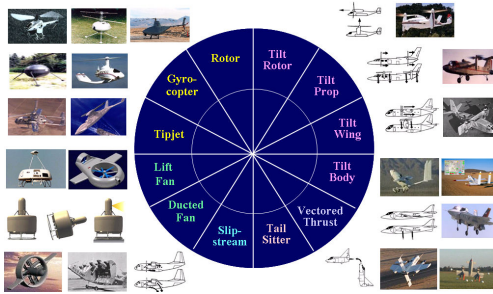 Rotor
Tilt
Rotor
Gyro-
copter
Tilt
Prop
Tipjet
Tilt
Wing
Lift
Fan
Tilt
Body
Ducted
Fan
Vectored
Thrust
Slip-
stream
Tail
Sitter